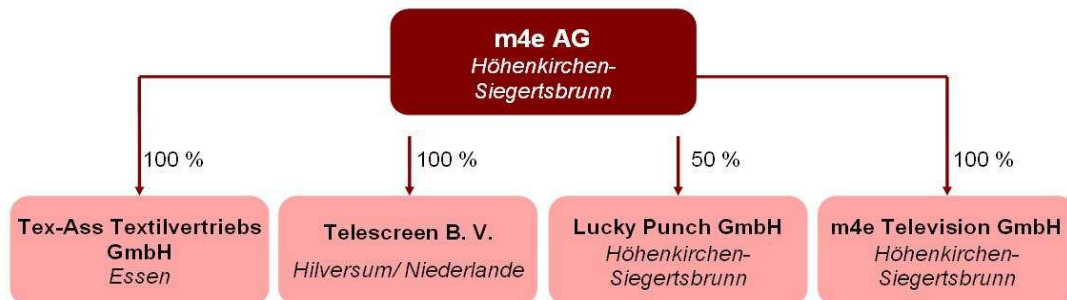 m4e AG
Höhenkirchen-
Siegertsbrunn
100 %
100 %
50 %
100 %
Tex-Ass Textilvertriebs
GmbH
Essen
Telescreen B. V.
Hilversum/ Niederlande
Lucky Punch GmbH
Höhenkirchen-
Siegertsbrunn
m4e Television GmbH
Höhenkirchen-
Siegertsbrunn